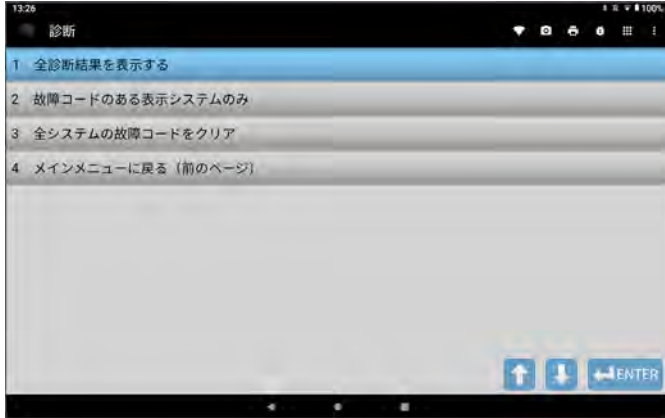 13:26
100%
診断
1 全診断結果を表示する
2 故障コードのある表示システムのみ
3 全システムの故障コードをクリア
4 メインメニューに戻る（前のページ）
ENTER